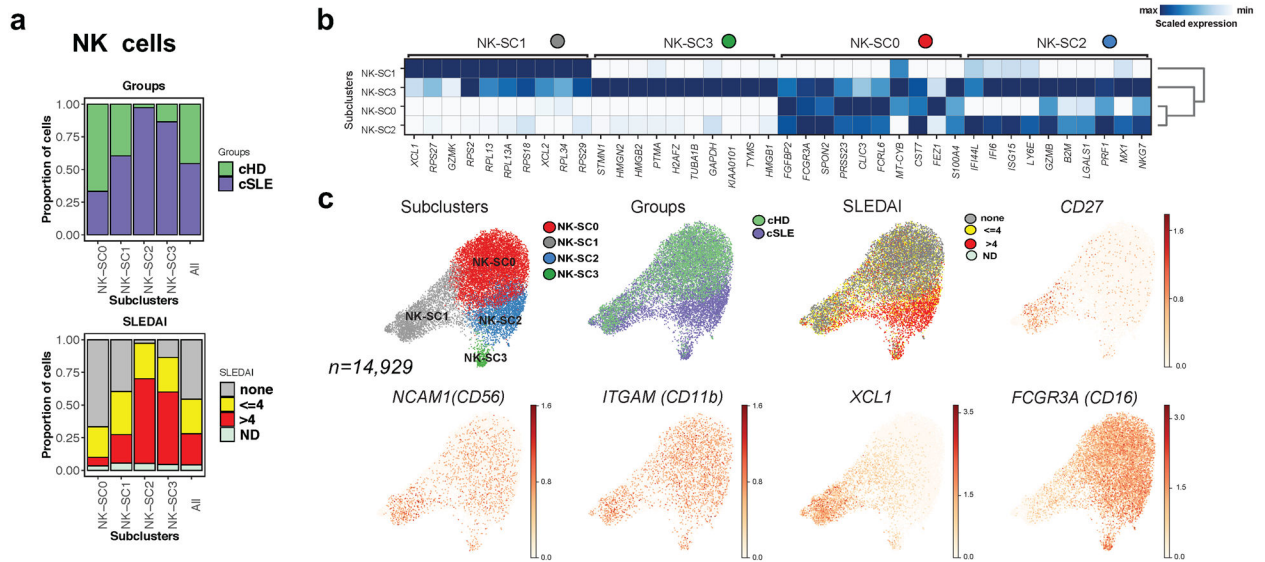 a
NK cells
Groups
Proportion of cells
1.00
0.75
0.50
0.25
0.00
NK–SC0
NK–SC1
NK–SC2
NK–SC3
All
Subclusters
Groups
cHD
cSLE
SLEDAI
Proportion of cells
1.00
0.75
0.50
0.25
0.00
NK–SC0
NK–SC1
NK–SC2
NK–SC3
All
Subclusters
SLEDAI
none
<=4
>4
ND
b
max
min
Scaled expression
NK-SC1
NK-SC3
NK-SC0
NK-SC2
Subclusters
NK-SC1
NK-SC3
NK-SC0
NK-SC2
XCL1
RPS27
GZMK
RPS2
RPL13
RPL13A
RPS18
XCL2
RPL34
RPS29
STMN1
HMGN2
HMGB2
PTMA
H2AFZ
TUBA1B
GAPDH
KIAA0101
TYMS
HMGB1
FGFBP2
FCGR3A
SPON2
PRSS23
CLIC3
FCRL6
MT-CYB
CST7
FEZ1
S100A4
IFI44L
IFI6
ISG15
LY6E
GZMB
B2M
LGALS1
PRF1
MX1
NKG7
c
Subclusters
NK-SC0
NK-SC1
NK-SC2
NK-SC3
NK-SC0
NK-SC1
NK-SC2
NK-SC3
n=14,929
Groups
cHD
cSLE
SLEDAI
none
<=4
>4
ND
CD27
1.6
0.8
0.0
NCAM1(CD56)
1.6
0.8
0.0
ITGAM (CD11b)
1.6
0.8
0.0
XCL1
3.5
1.5
0.0
FCGR3A (CD16)
3.0
1.5
0.0